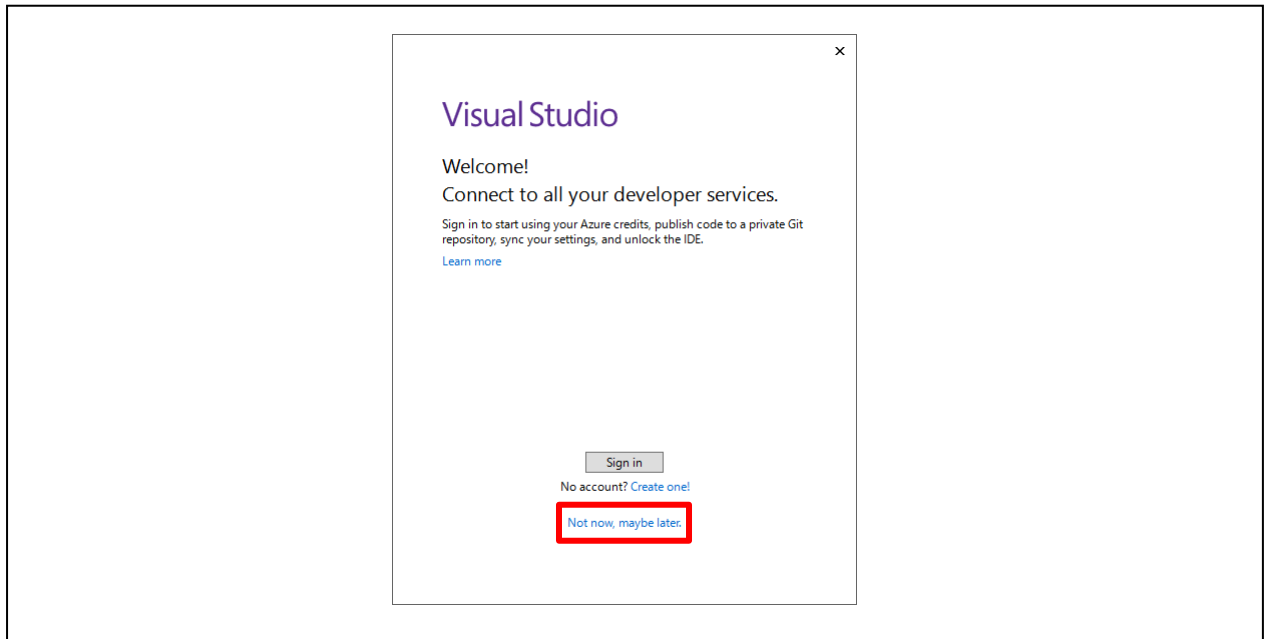 Visual Studio
Welcome!
Connect to all your developer services.
Sign in to start using your Azure credits, publish code to a private Git
repository, sync your settings, and unlock the IDE.
Learn more
Sign in
No account? Create one!
Not now, maybe later.